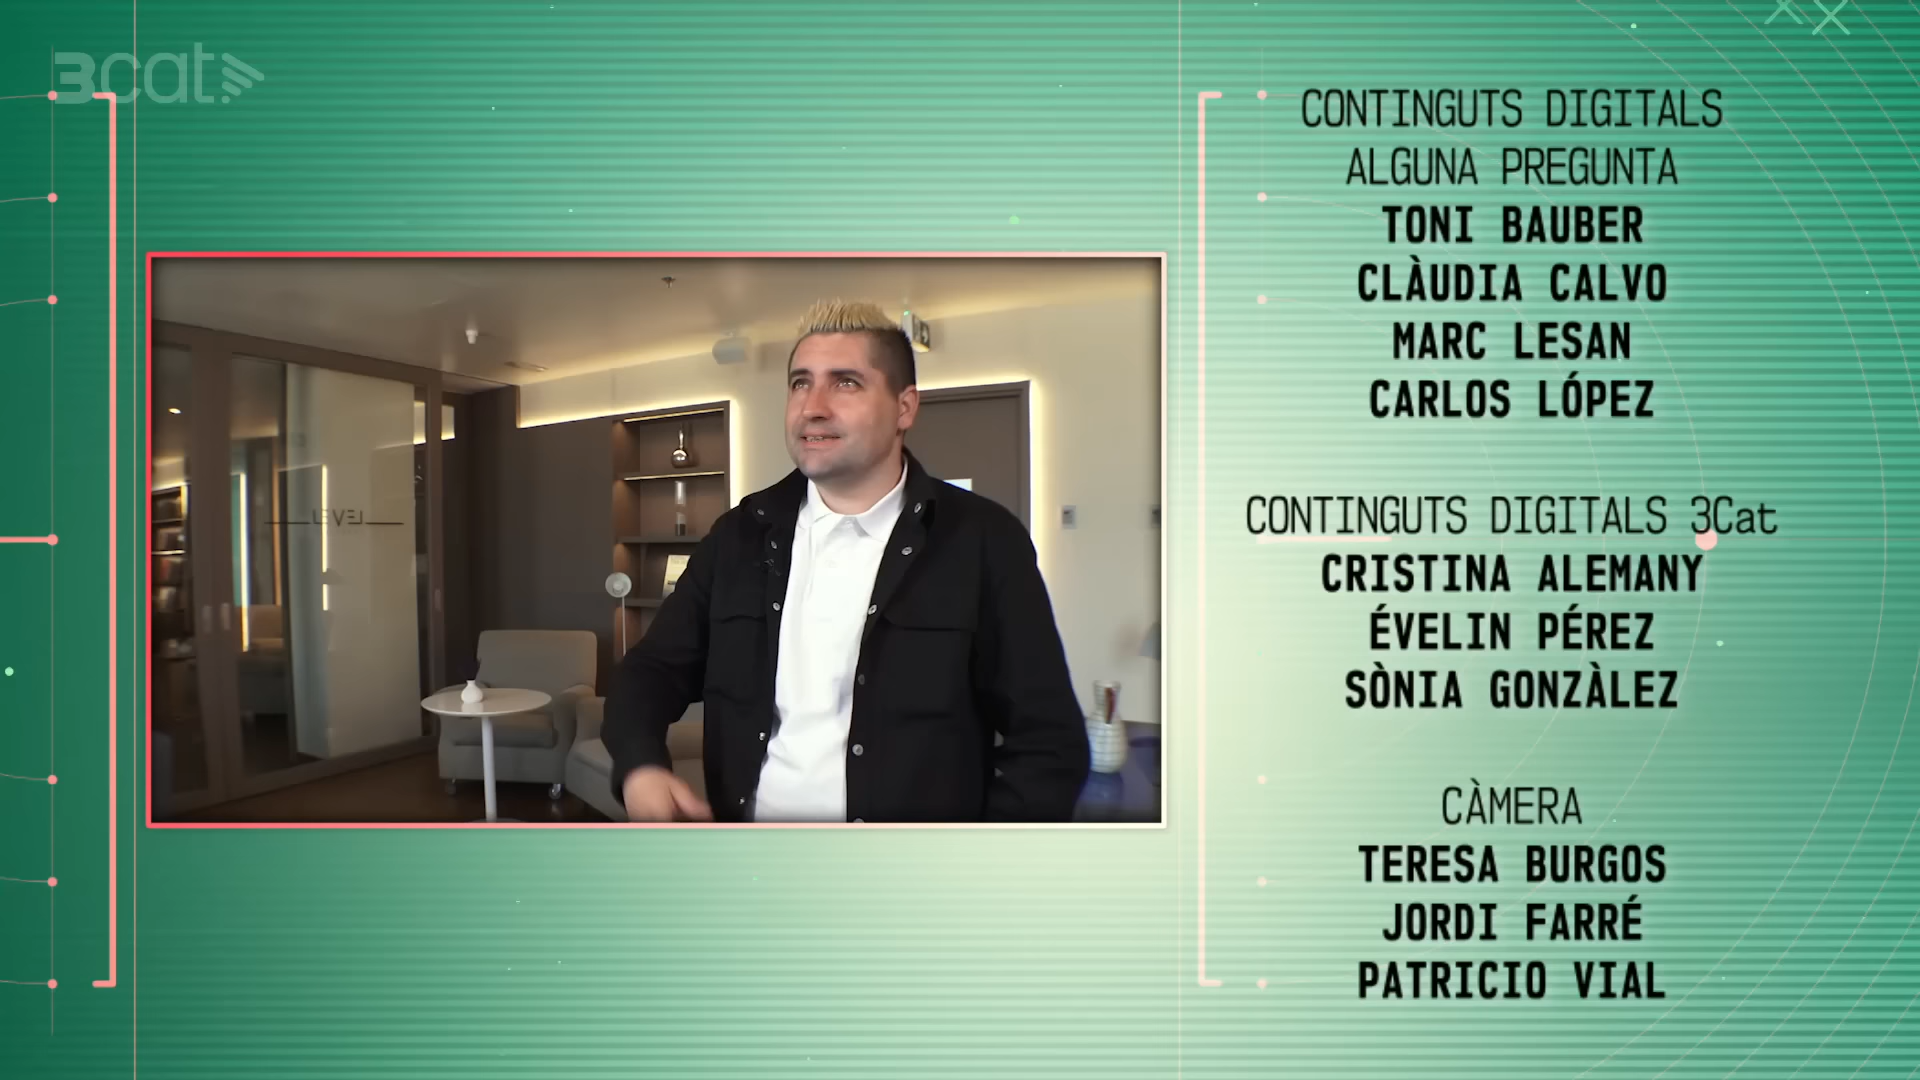 3cat
CONTINGUTS DIGITALS
ALGUNA PREGUNTA
TONI BAUBER
CLÀUDIA CALVO
MARC LESAN
CARLOS LÓPEZ
CONTINGUTS DIGITALS 3Cat
CRISTINA ALEMANY
ÉVELIN PÉREZ
SÒNIA GONZÀLEZ
CÀMERA
TERESA BURGOS
JORDI FARRÉ
PATRICIO VIAL